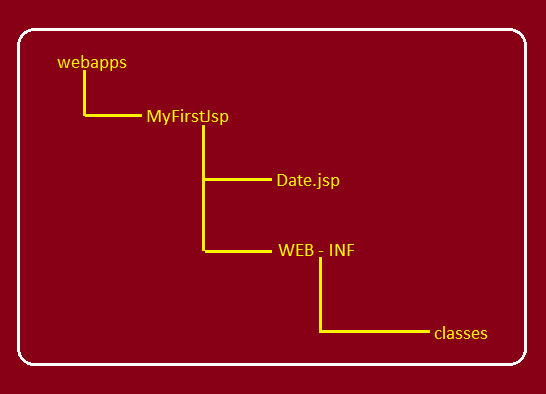 webapps
MyFirstJsp
Date.jsp
WEB - INF
classes